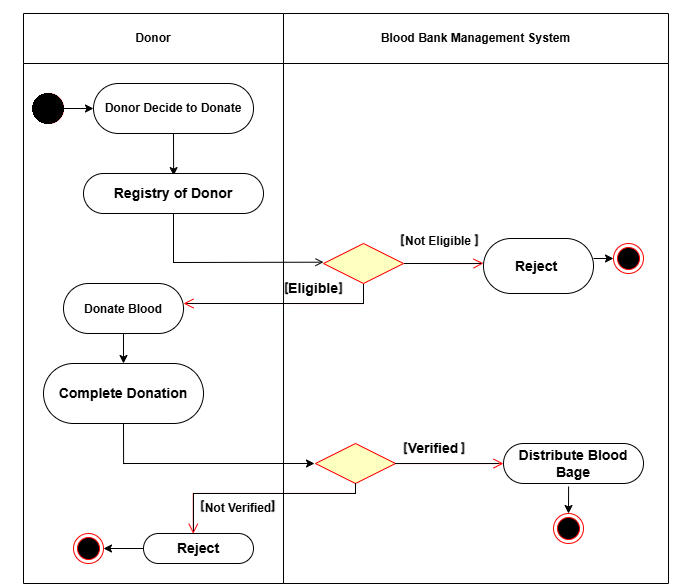 Donor
Blood Bank Management System
Donor Decide to Donate
Registry of Donor
[Not Eligible ]
Reject
[Eligible]
Donate Blood
Complete Donation
[Verified ]
Distribute Blood
Bage
[Not Verified]
Reject